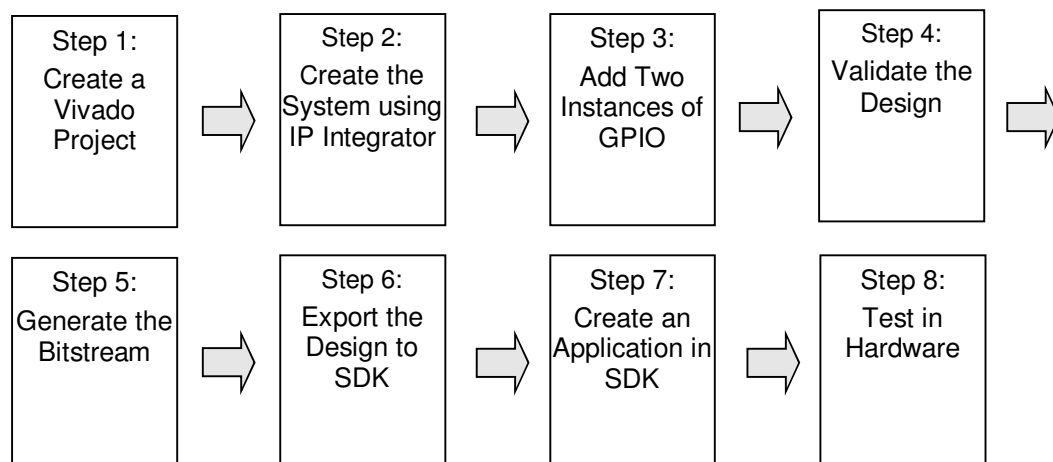 Step 1:
Create a
Vivado
Project
Step 2:
Create the
System using
IP Integrator
Step 3:
Add Two
Instances of
GPIO
Step 4:
Validate the
Design
Step 5:
Generate the
Bitstream
Step 6:
Export the
Design to
SDK
Step 7:
Create an
Application in
SDK
Step 8:
Test in
Hardware